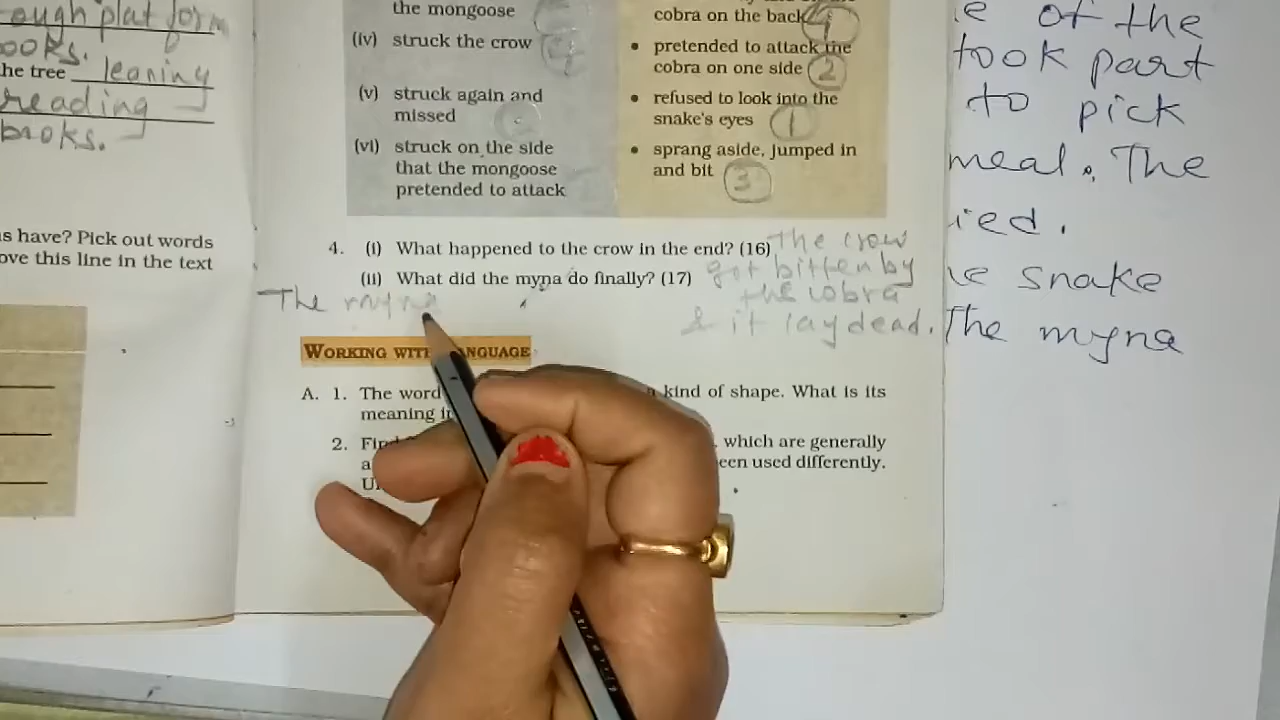 ough platform
ooks.
he tree leaning
reading
books.
s have? Pick out words
ove this line in the text
the mongoose
(iv) struck the crow
(v) struck again and
missed
(vi) struck on the side
that the mongoose
pretended to attack
cobra on the back 4
• pretended to attack the
cobra on one side 2
• refused to look into the
snake's eyes 1
• sprang aside, jumped in
and bit 3
4. (i) What happened to the crow in the end? (16) The crow
got bitten by
the cobra
& it lay dead.
(ii) What did the myna do finally? (17)
The myna
WORKING WITH LANGUAGE
A. 1. The word kind of shape. What is its
meaning
2. which are generally
een used differently.
e of the
took part
to pick
meal. The
ied.
e snake
The myna